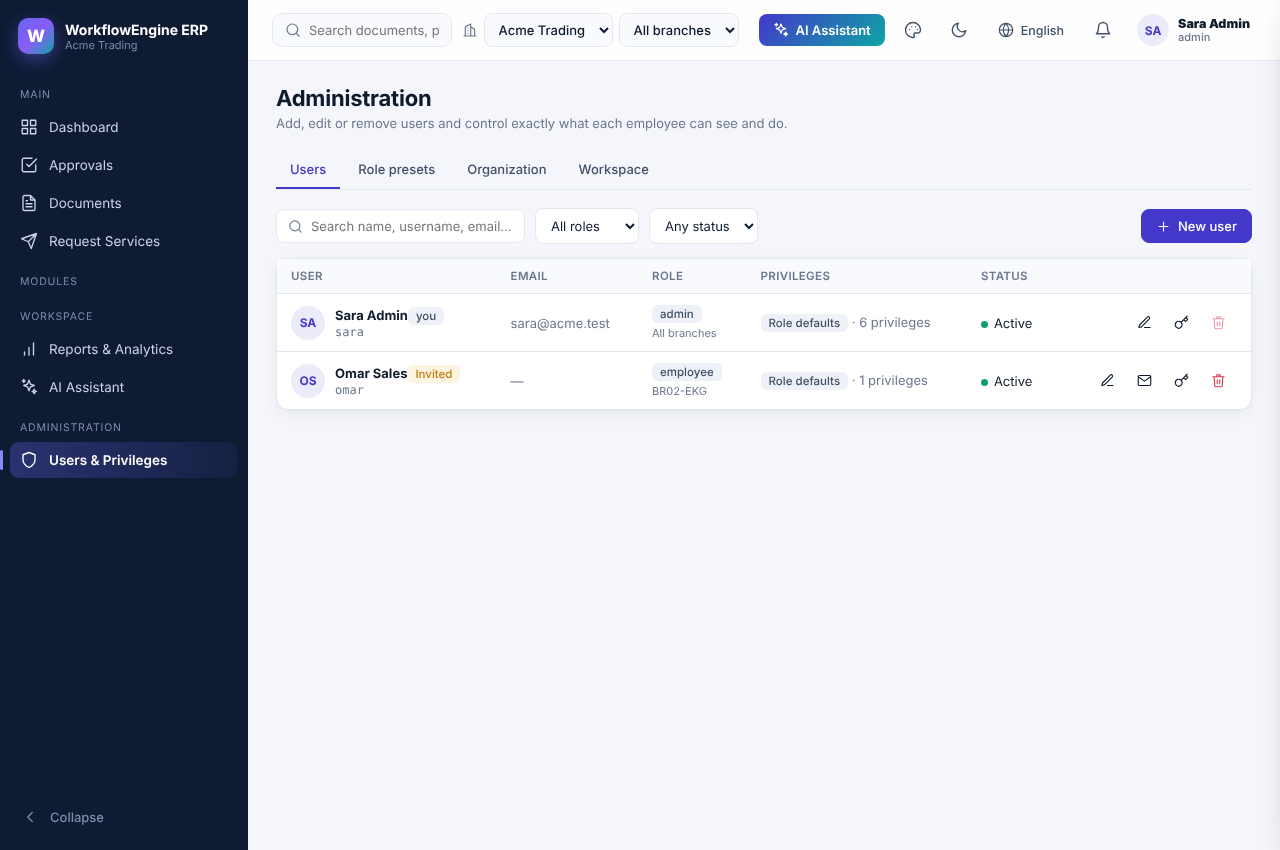 W
WorkflowEngine ERP
Acme Trading
MAIN
Dashboard
Approvals
Documents
Request Services
MODULES
WORKSPACE
Reports & Analytics
AI Assistant
ADMINISTRATION
Users & Privileges
Collapse
Search documents, p
Acme Trading
All branches
AI Assistant
English
SA
Sara Admin
admin
Administration
Add, edit or remove users and control exactly what each employee can see and do.
Users Role presets Organization Workspace
Search name, username, email... All roles Any status New user
USER EMAIL ROLE PRIVILEGES STATUS
SA Sara Admin you sara@acme.test admin Role defaults · 6 privileges Active
sara All branches
OS Omar Sales Invited — employee Role defaults · 1 privileges Active
omar BR02-EKG